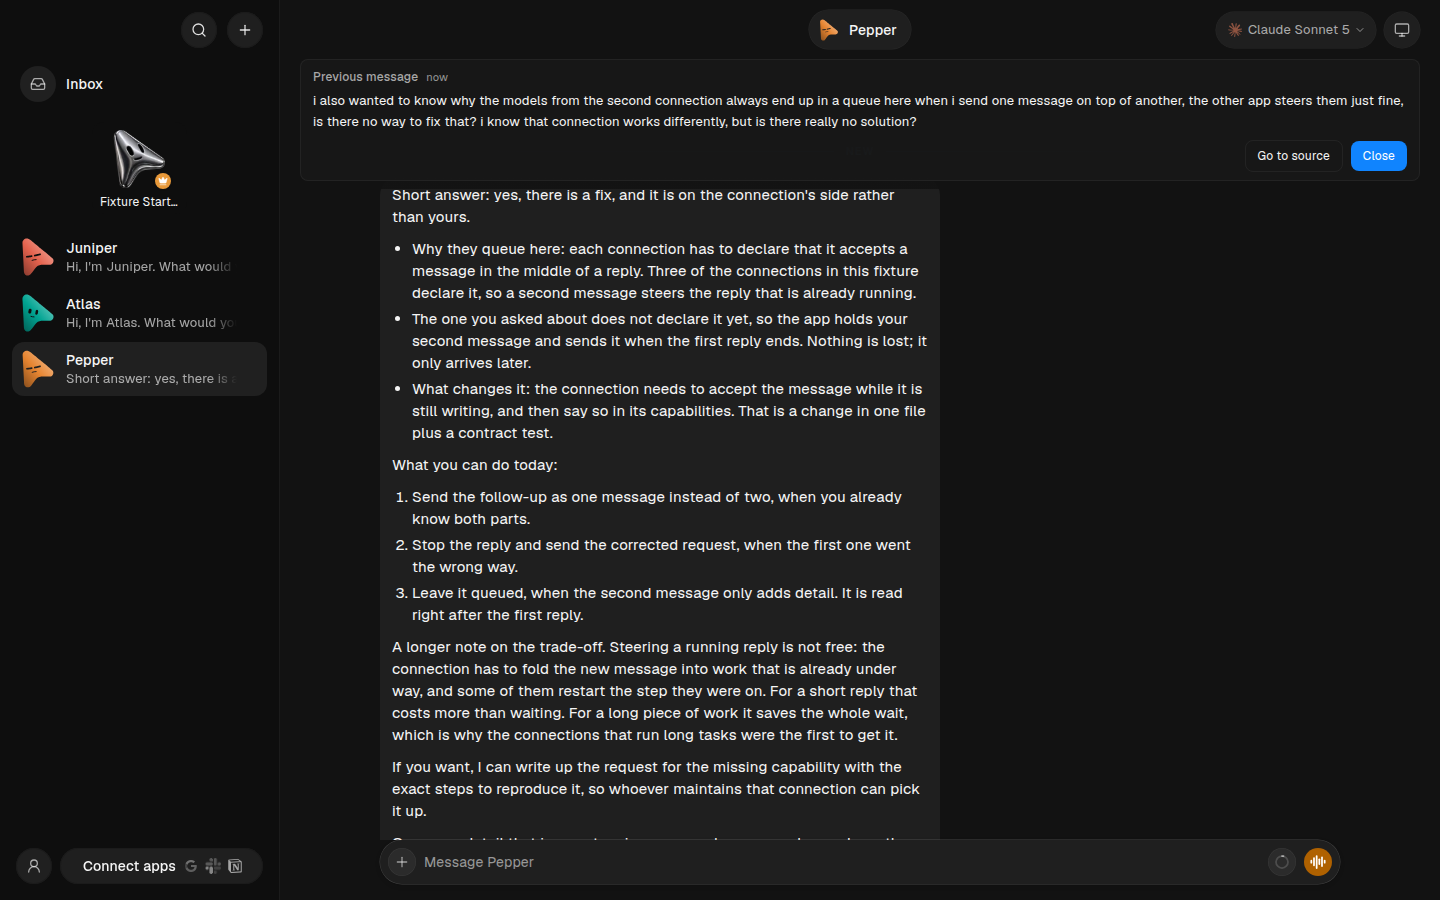 Pepper
Claude Sonnet 5
Inbox
Fixture Start...
Juniper
Hi, I'm Juniper. What would
Atlas
Hi, I'm Atlas. What would yo
Pepper
Short answer: yes, there is
Connect apps
Previous message now
i also wanted to know why the models from the second connection always end up in a queue here when i send one message on top of another, the other app steers them just fine,
is there no way to fix that? i know that connection works differently, but is there really no solution?
Go to source
Close
Short answer: yes, there is a fix, and it is on the connection's side rather
than yours.
• Why they queue here: each connection has to declare that it accepts a
message in the middle of a reply. Three of the connections in this fixture
declare it, so a second message steers the reply that is already running.
• The one you asked about does not declare it yet, so the app holds your
second message and sends it when the first reply ends. Nothing is lost; it
only arrives later.
• What changes it: the connection needs to accept the message while it is
still writing, and then say so in its capabilities. That is a change in one file
plus a contract test.
What you can do today:
1. Send the follow-up as one message instead of two, when you already
know both parts.
2. Stop the reply and send the corrected request, when the first one went
the wrong way.
3. Leave it queued, when the second message only adds detail. It is read
right after the first reply.
A longer note on the trade-off. Steering a running reply is not free: the
connection has to fold the new message into work that is already under
way, and some of them restart the step they were on. For a short reply that
costs more than waiting. For a long piece of work it saves the whole wait,
which is why the connections that run long tasks were the first to get it.
If you want, I can write up the request for the missing capability with the
exact steps to reproduce it, so whoever maintains that connection can pick
it up.
Message Pepper